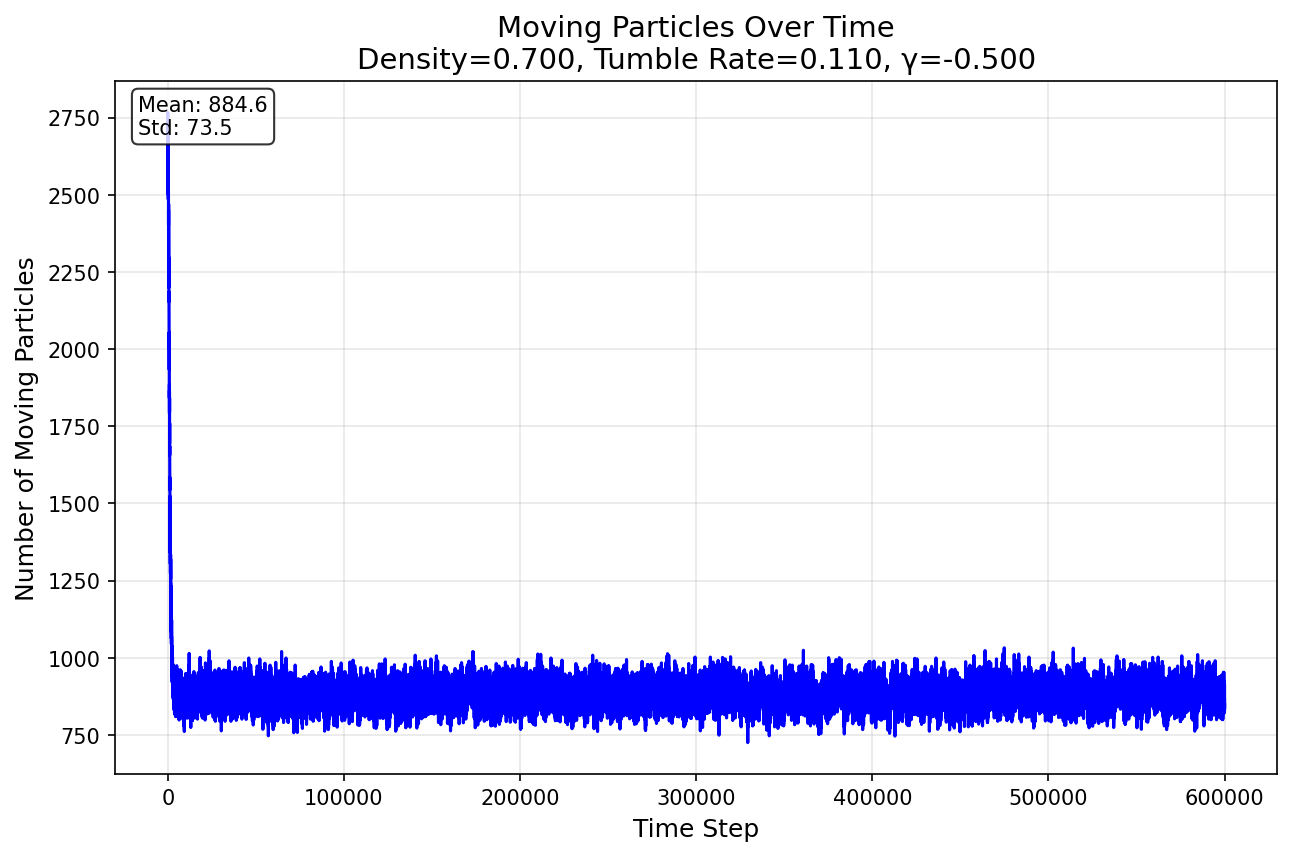 Moving Particles Over Time
Density=0.700, Tumble Rate=0.110, γ=-0.500
Mean: 884.6
Std: 73.5
Number of Moving Particles
2750
2500
2250
2000
1750
1500
1250
1000
750
0 100000 200000 300000 400000 500000 600000
Time Step